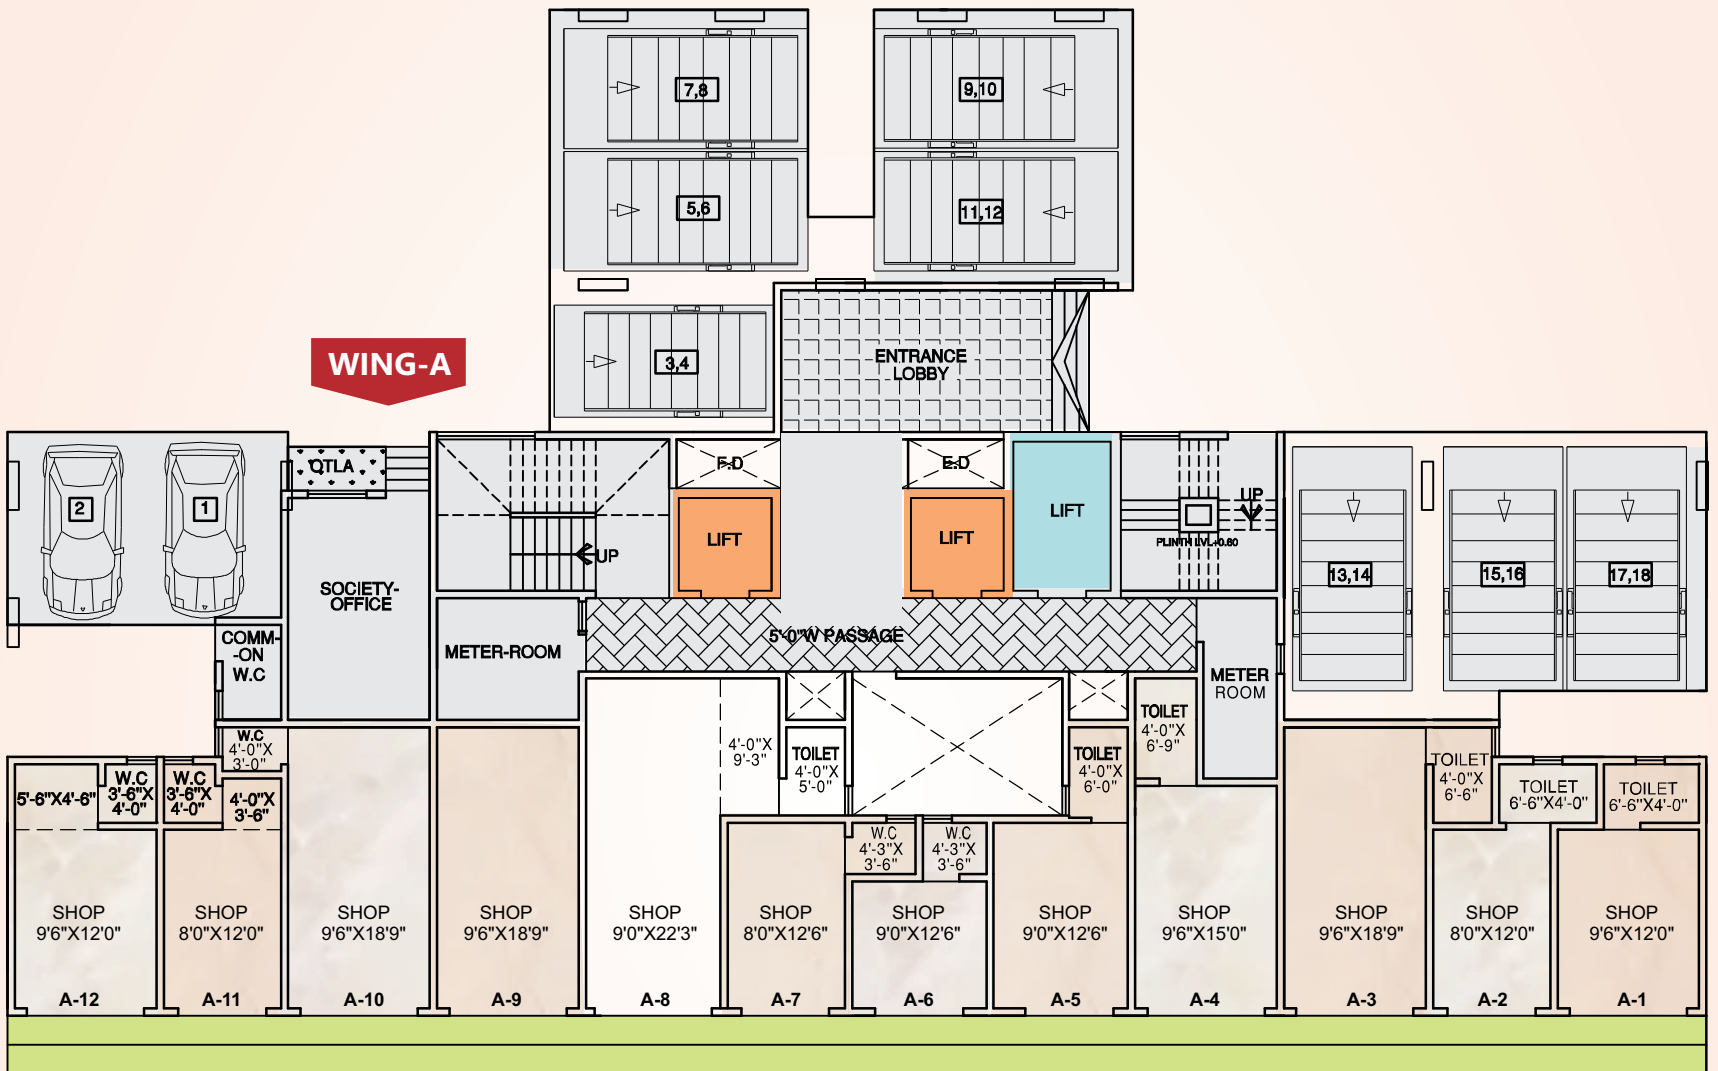 7,8
9,10
5,6
11,12
WING-A
3,4
ENTRANCE
LOBBY
2
1
OTLA
F.D
E.D
LIFT
LIFT
LIFT
UP
UP
PLINTH LVL+0.60
13,14
15,16
17,18
SOCIETY-
OFFICE
COMM-
-ON
W.C
METER-ROOM
5'-0"W PASSAGE
METER
ROOM
W.C
4'-0"X
3'-0"
5'-6"X4'-6"
W.C
3'-6"X
4'-0"
W.C
3'-6"X
4'-0"
4'-0"X
3'-6"
4'-0"X
9'-3"
TOILET
4'-0"X
5'-0"
W.C
4'-3"X
3'-6"
W.C
4'-3"X
3'-6"
TOILET
4'-0"X
6'-0"
TOILET
4'-0"X
6'-9"
TOILET
4'-0"X
6'-6"
TOILET
6'-6"X4'-0"
TOILET
6'-6"X4'-0"
SHOP
9'6"X12'0"
A-12
SHOP
8'0"X12'0"
A-11
SHOP
9'6"X18'9"
A-10
SHOP
9'6"X18'9"
A-9
SHOP
9'0"X22'3"
A-8
SHOP
8'0"X12'6"
A-7
SHOP
9'0"X12'6"
A-6
SHOP
9'0"X12'6"
A-5
SHOP
9'6"X15'0"
A-4
SHOP
9'6"X18'9"
A-3
SHOP
8'0"X12'0"
A-2
SHOP
9'6"X12'0"
A-1